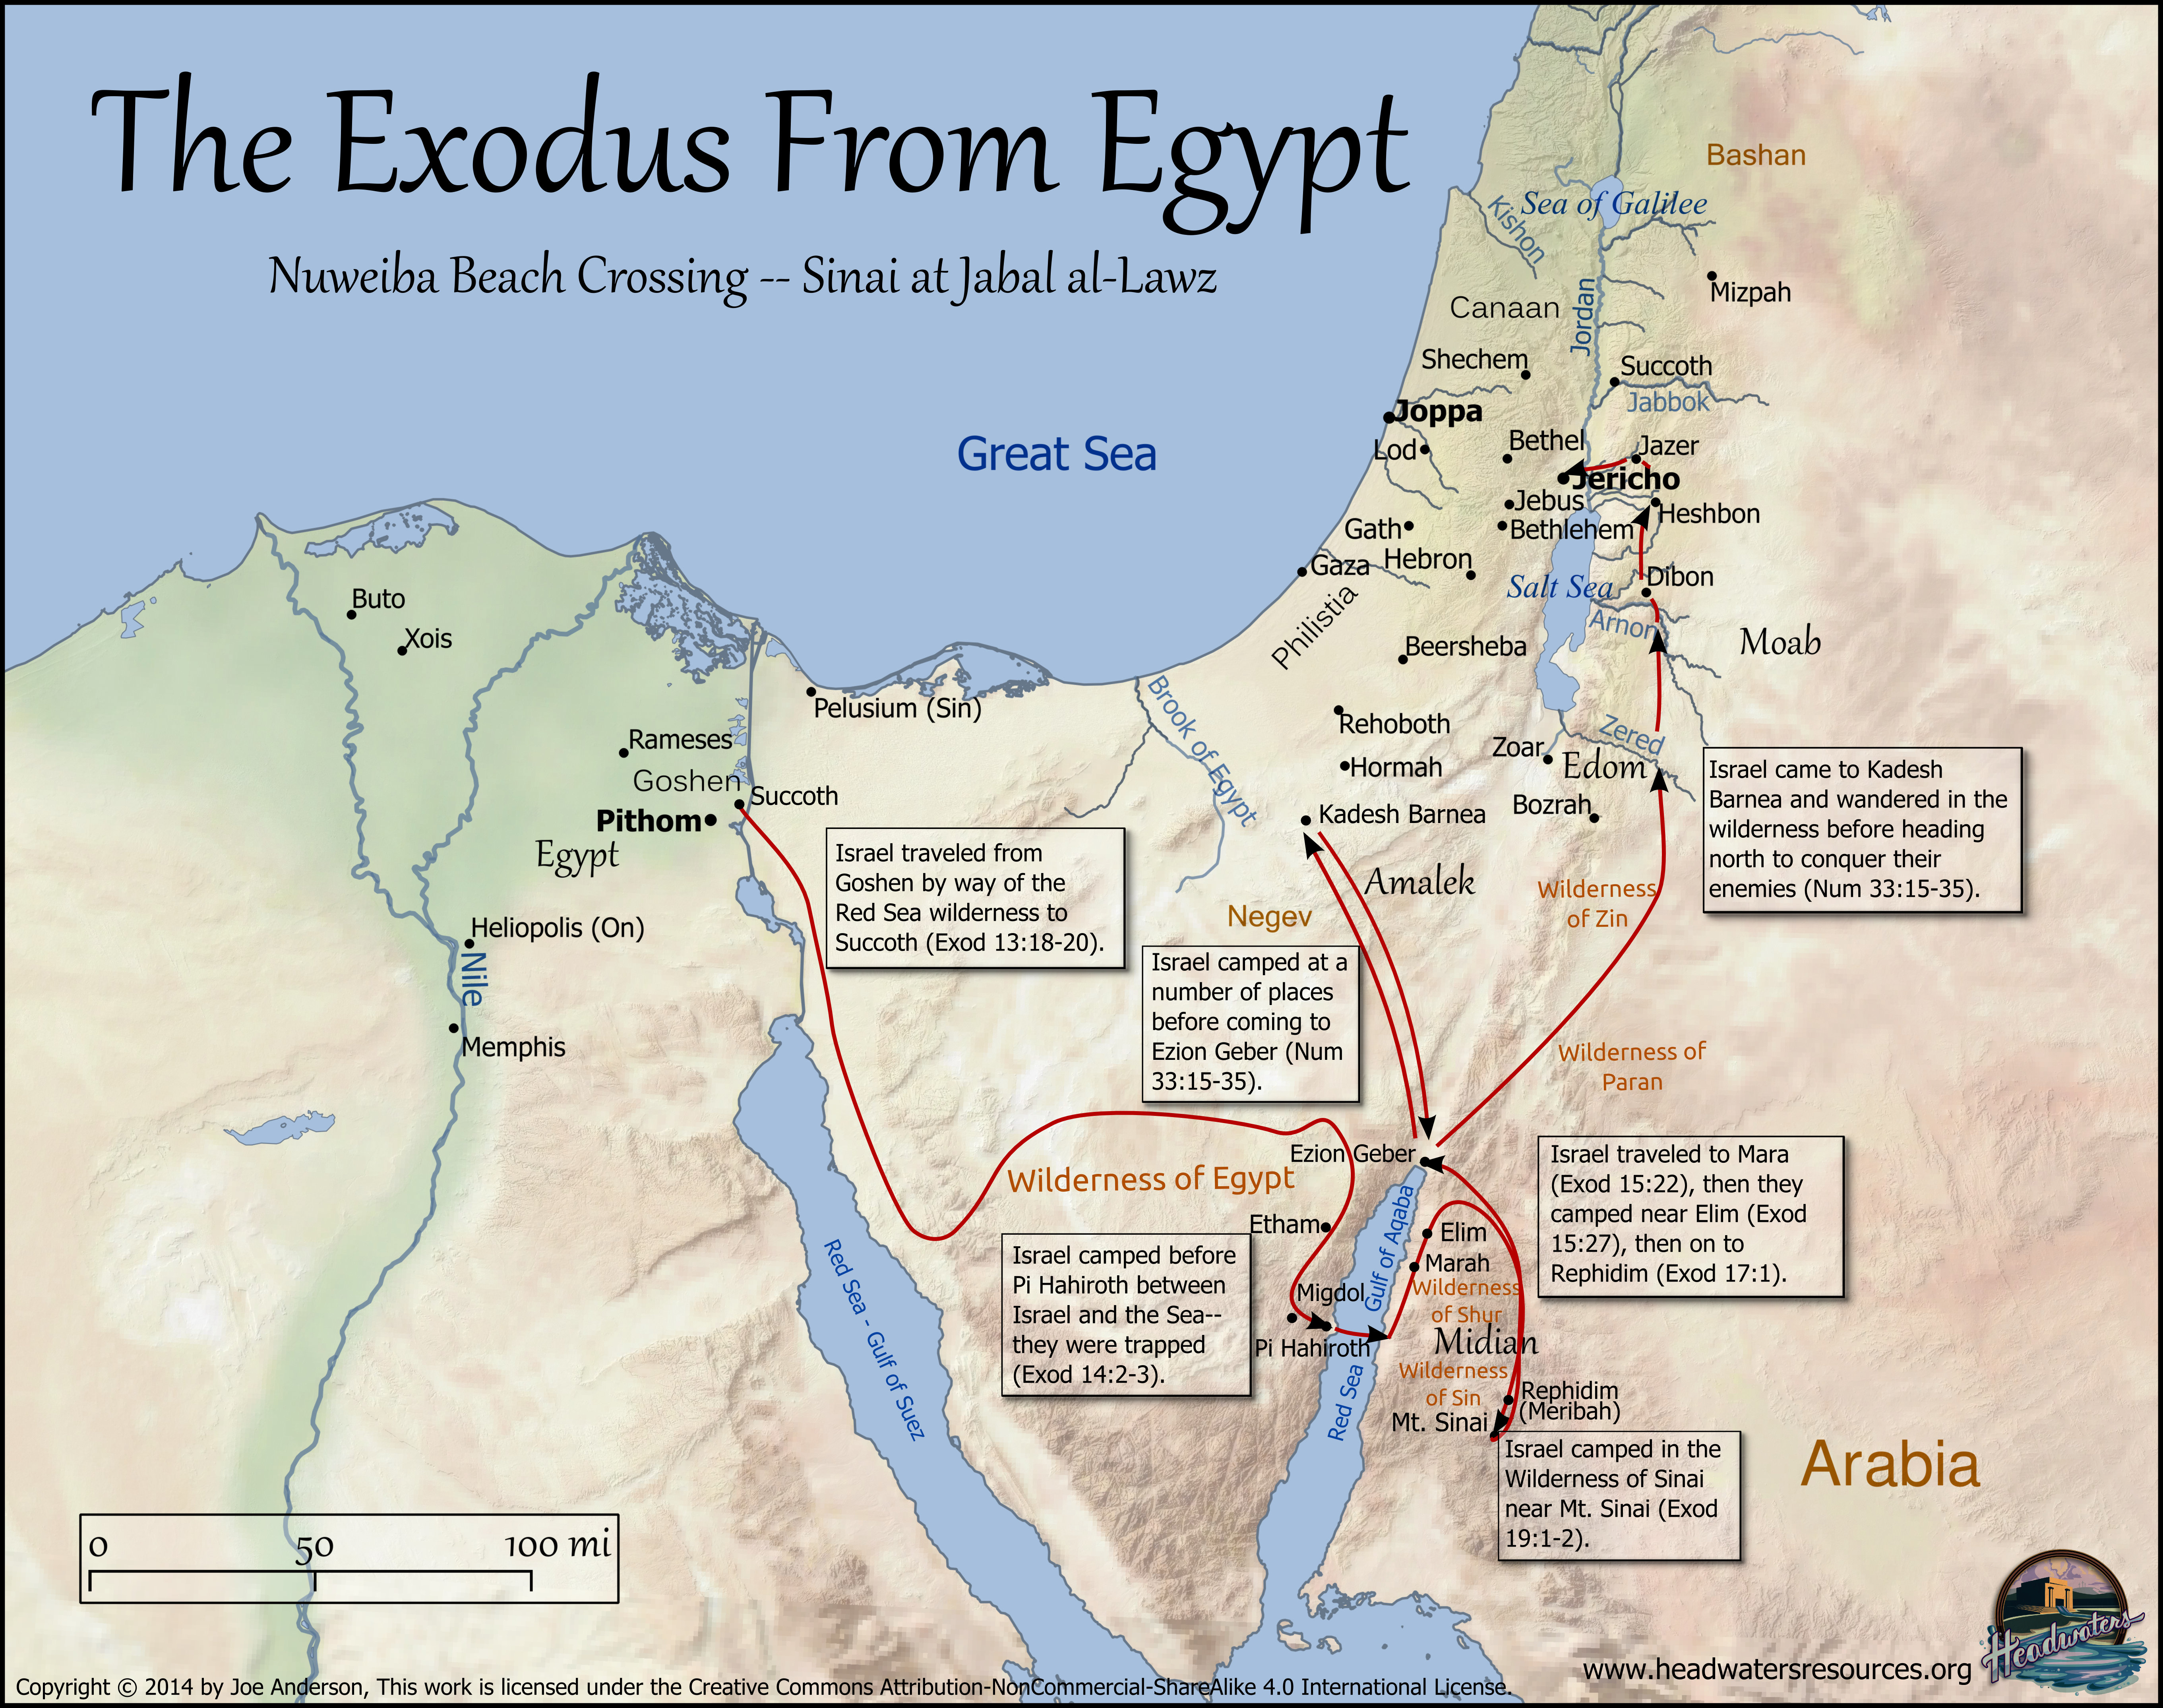 The Exodus From Egypt
Nuweiba Beach Crossing -- Sinai at Jabal al-Lawz
Bashan
Sea of Galilee
Kishon
Mizpah
Canaan
Jordan
Shechem
Succoth
Jabbok
Joppa
Great Sea
Lod
Bethel
Jazer
Jericho
Jebus
Heshbon
Gath
Bethlehem
Gaza
Hebron
Salt Sea
Dibon
Buto
Xois
Philistia
Arnon
Moab
Beersheba
Pelusium (Sin)
Brook of Egypt
Rehoboth
Rameses
Zered
Zoar
Edom
Hormah
Goshen
Succoth
Pithom
Egypt
Kadesh Barnea
Bozrah
Israel came to Kadesh
Barnea and wandered in the
wilderness before heading
north to conquer their
enemies (Num 33:15-35).
Israel traveled from
Goshen by way of the
Red Sea wilderness to
Succoth (Exod 13:18-20).
Amalek
Wilderness
of Zin
Negev
Heliopolis (On)
Nile
Memphis
Israel camped at a
number of places
before coming to
Ezion Geber (Num
33:15-35).
Wilderness of
Paran
Ezion Geber
Wilderness of Egypt
Israel traveled to Mara
(Exod 15:22), then they
camped near Elim (Exod
15:27), then on to
Rephidim (Exod 17:1).
Etham
Gulf of Aqaba
Elim
Marah
Israel camped before
Pi Hahiroth between
Israel and the Sea--
they were trapped
(Exod 14:2-3).
Migdol
Wilderness
of Shur
Pi Hahiroth
Midian
Red Sea - Gulf of Suez
Red Sea
Wilderness
of Sin
Rephidim
(Meribah)
Mt. Sinai
Israel camped in the
Wilderness of Sinai
near Mt. Sinai (Exod
19:1-2).
Arabia
0 50 100 mi
Headwaters
www.headwatersresources.org
Copyright © 2014 by Joe Anderson, This work is licensed under the Creative Commons Attribution-NonCommercial-ShareAlike 4.0 International License.